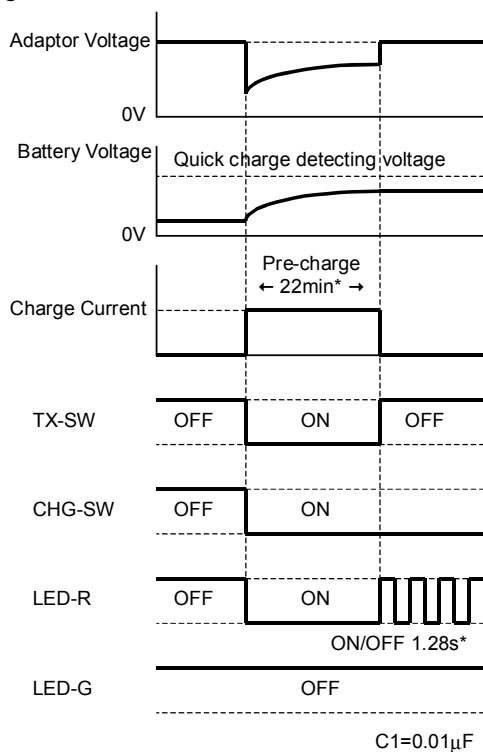 Adaptor Voltage
0V
Battery Voltage
Quick charge detecting voltage
0V
Pre-charge
← 22min* →
Charge Current
TX-SW OFF ON OFF
CHG-SW OFF ON
LED-R OFF ON
ON/OFF 1.28s*
LED-G OFF
C1=0.01μF